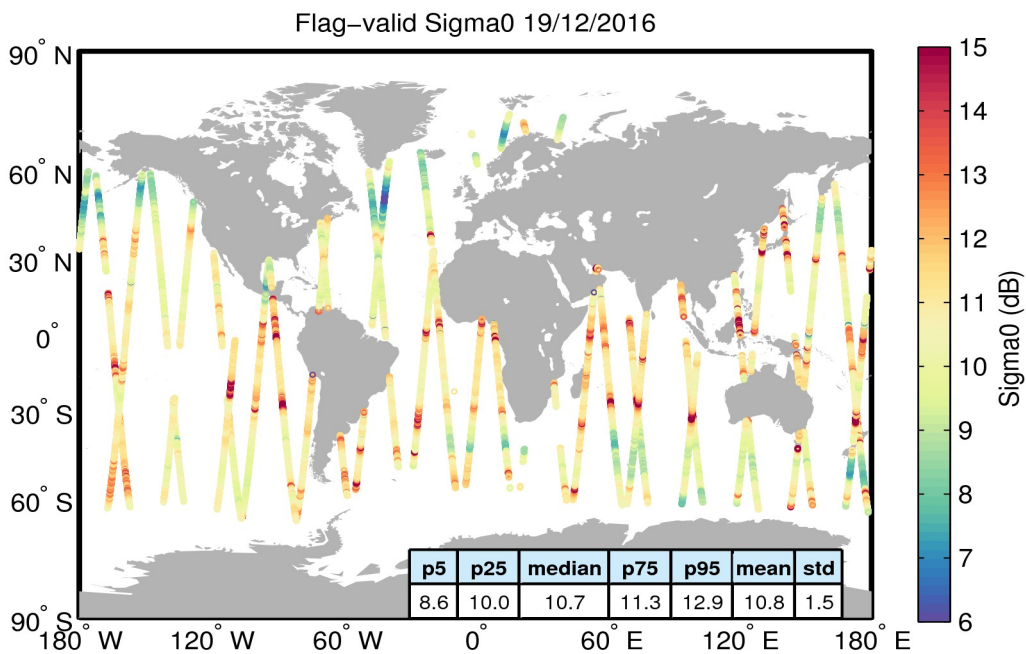 Flag−valid Sigma0 19/12/2016
90° N
60° N
30° N
0°
30° S
60° S
90° S
180° W
120° W
60° W
0°
60° E
120° E
180° E
15
14
13
12
11
10
9
8
7
6
Sigma0 (dB)
p5 p25 median p75 p95 mean std
8.6 10.0 10.7 11.3 12.9 10.8 1.5